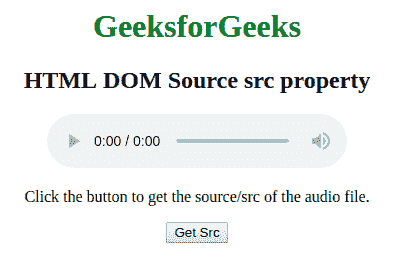 GeeksforGeeks
HTML DOM Source src property
0:00 / 0:00
Click the button to get the source/src of the audio file.
Get Src